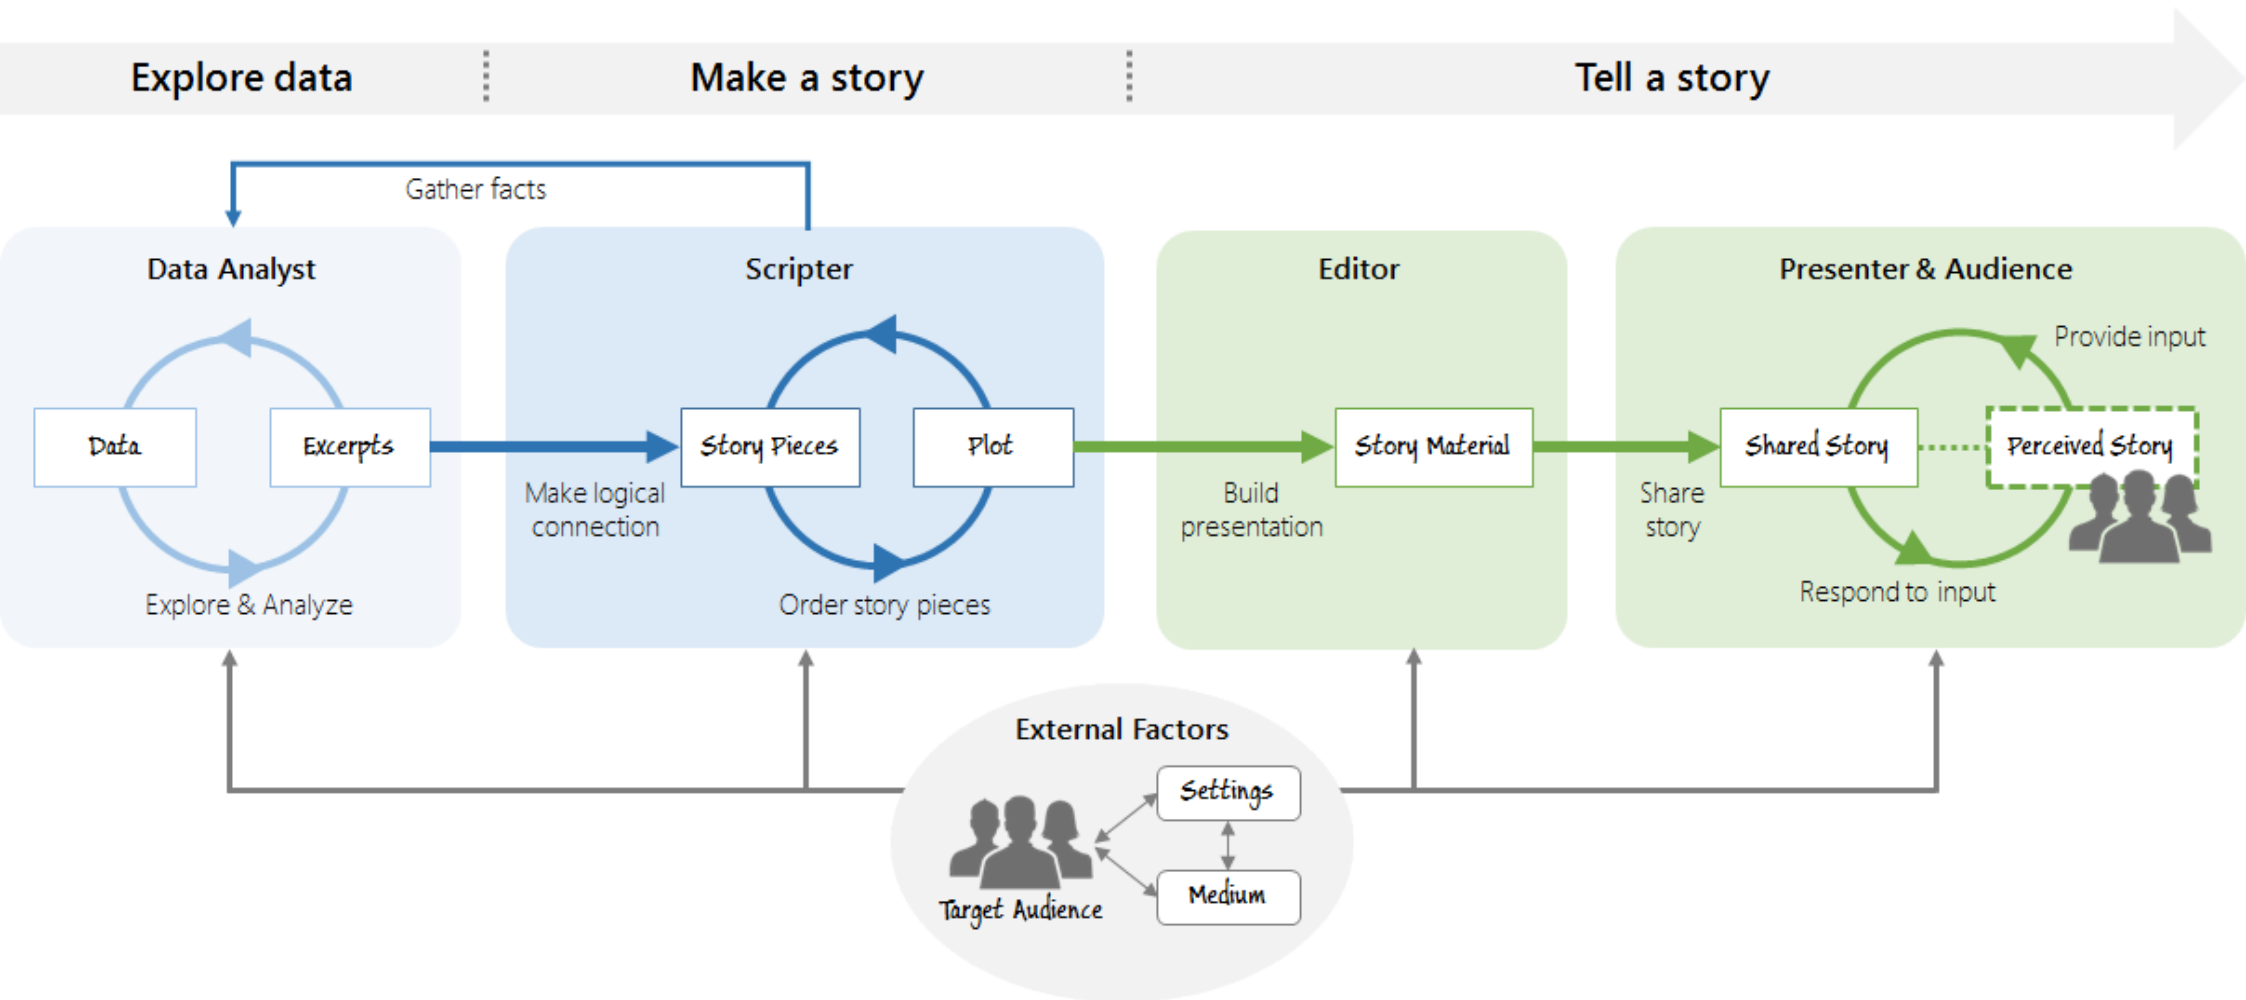 Explore data
Make a story
Tell a story
Gather facts
Data Analyst
Scripter
Editor
Presenter & Audience
Provide input
Data
Excerpts
Story Pieces
Plot
Story Material
Shared Story
Perceived Story
Make logical
connection
Build
presentation
Share
story
Explore & Analyze
Order story pieces
Respond to input
External Factors
Settings
Medium
Target Audience